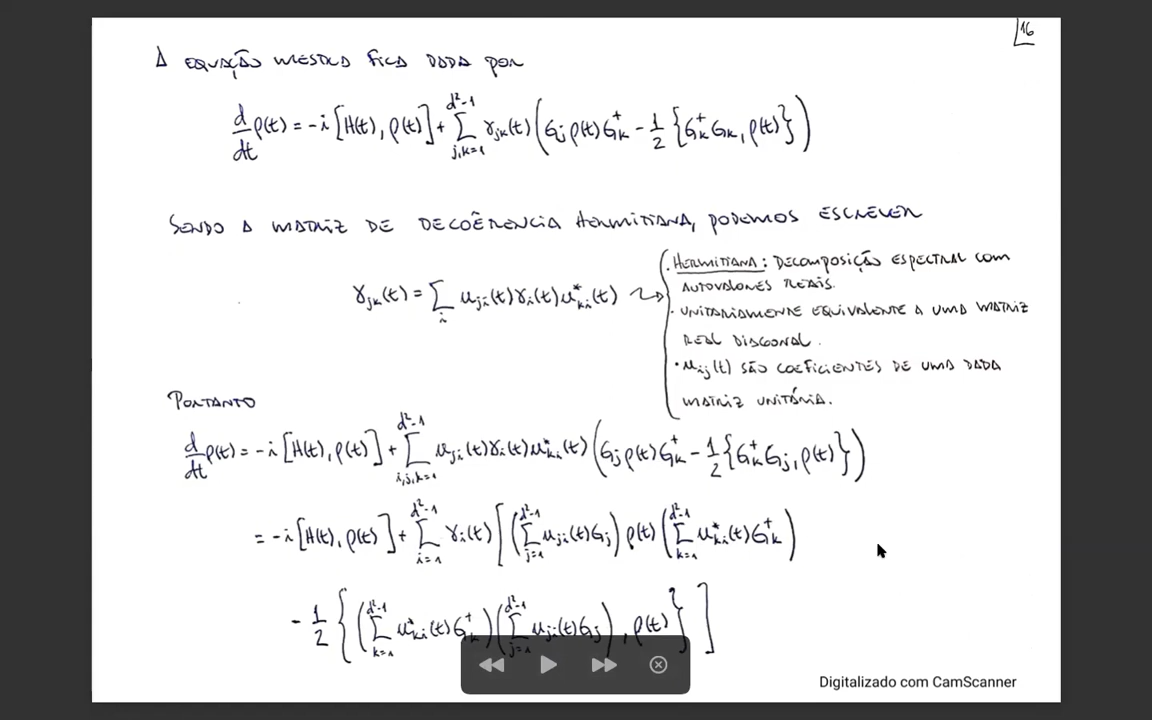 16
A EQUAÇÃO MESTRA FICA DADA POR
d/dt ρ(t) = -i [H(t), ρ(t)] + Σ_{j,k=1}^{d²-1} γ_{jk}(t) (G_j ρ(t) G_k^† - 1/2 {G_k^† G_k, ρ(t)})
SENDO A MATRIZ DE DECOÊRENCIA HERMITIANA, PODEMOS ESCREVER
γ_{jk}(t) = Σ_i u_{ji}(t) γ_i(t) u*_{ki}(t) ⇝
. HERMITIANA: DECOMPOSIÇÃO ESPECTRAL COM
AUTOVALORES REAIS.
· UNITARIAMENTE EQUIVALENTE A UMA MATRIZ
REAL DIAGONAL.
· u_{ij}(t) SÃO COEFICIENTES DE UMA DADA
MATRIZ UNITÁRIA.
PORTANTO
d/dt ρ(t) = -i [H(t), ρ(t)] + Σ_{i,j,k=1}^{d²-1} u_{ji}(t) γ_i(t) u*_{ki}(t) (G_j ρ(t) G_k^† - 1/2 {G_k^† G_j, ρ(t)})
= -i [H(t), ρ(t)] + Σ_{i=1}^{d²-1} γ_i(t) [(Σ_{j=1}^{d²-1} u_{ji}(t) G_j) ρ(t) (Σ_{k=1}^{d²-1} u*_{ki}(t) G_k^†)
- 1/2 {(Σ_{k=1}^{d²-1} u*_{ki}(t) G_k^†)(Σ_{j=1}^{d²-1} u_{ji}(t) G_j), ρ(t)}]
Digitalizado com CamScanner